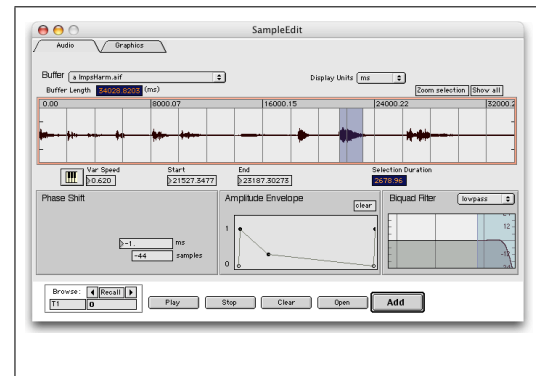 SampleEdit
Audio Graphics
Buffer a ImpsHarm.aif Display Units ms
Buffer Length 34028.8203 (ms) Zoom selection Show all
0.00 8000.07 16000.15 24000.22 32000.2
Var Speed Start End Selection Duration
0.620 21527.3477 23187.30273 2678.96
Phase Shift Amplitude Envelope Biquad Filter lowpass
clear
1 12
-1. ms
-44 samples -12
0 24
Browse: Recall
T1 0 Play Stop Clear Open Add